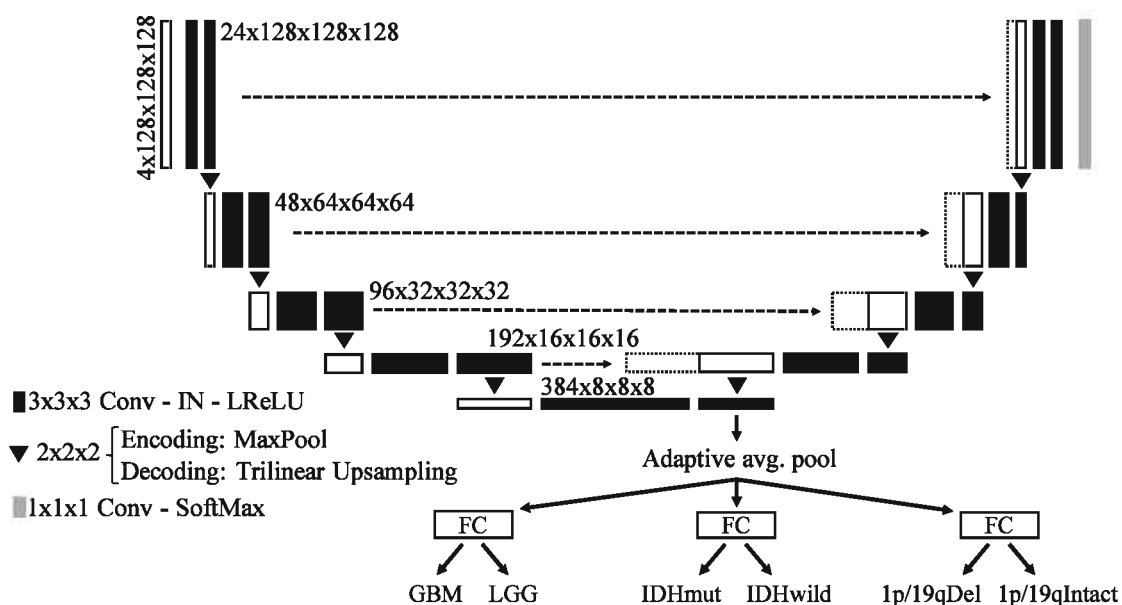 4x128x128x128
24x128x128x128
48x64x64x64
96x32x32x32
192x16x16x16
384x8x8x8
3x3x3 Conv - IN - LReLU
2x2x2
Encoding: MaxPool
Decoding: Trilinear Upsampling
1x1x1 Conv - SoftMax
Adaptive avg. pool
FC
FC
FC
GBM
LGG
IDHmut
IDHwild
1p/19qDel
1p/19qIntact